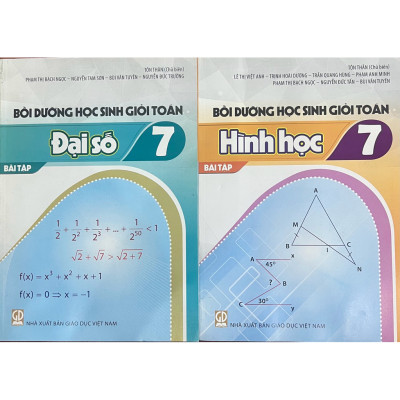 TÔN THÂN (Chủ biên)
PHẠM THỊ BẠCH NGỌC - NGUYỄN TAM SƠN - BÙI VĂN TUYÊN - NGUYỄN ĐỨC TRƯỜNG
BỒI DƯỠNG HỌC SINH GIỎI TOÁN
Đại số 7
BÀI TẬP
1/2 + 1/2² + 1/2³ + ... + 1/2⁵⁰ < 1
√2 + √7 > √2+7
f(x) = x³ + x² + x + 1
f(x) = 0 ⇒ x = −1
GD
NHÀ XUẤT BẢN GIÁO DỤC VIỆT NAM
TÔN THÂN (Chủ biên)
LÊ THỊ VIỆT ANH - TRỊNH HOÀI DƯƠNG - TRẦN QUANG HÙNG - PHẠM ANH MINH
PHẠM THỊ BẠCH NGỌC - NGUYỄN ĐỨC TẤN - BÙI VĂN TUYÊN
BỒI DƯỠNG HỌC SINH GIỎI TOÁN
Hình học 7
BÀI TẬP
A
M
B I C
N
A 45° x
? B
C 30° y
GD
NHÀ XUẤT BẢN GIÁO DỤC VIỆT NAM